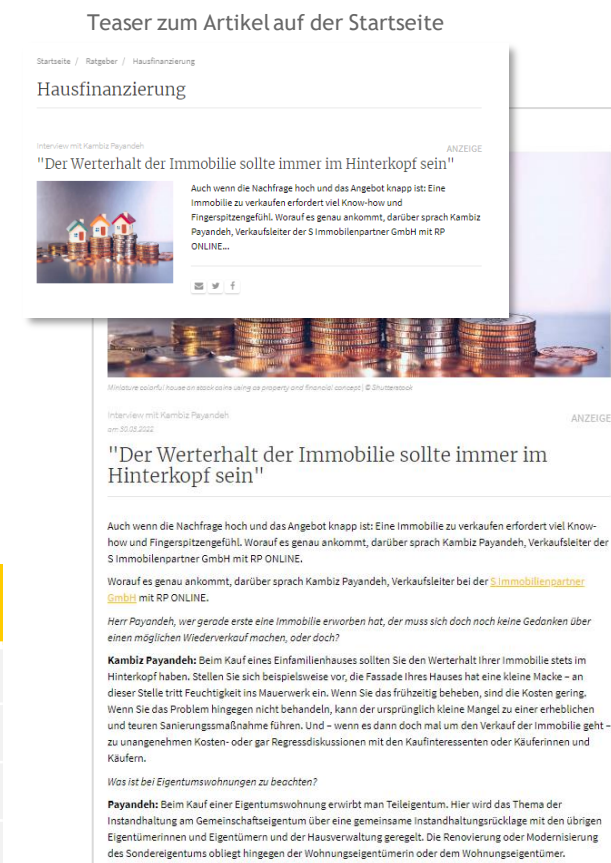 Teaser zum Artikel auf der Startseite
Startseite / Ratgeber / Hausfinanzierung
Hausfinanzierung
Interview mit Kambiz Payandeh
ANZEIGE
"Der Werterhalt der Immobilie sollte immer im Hinterkopf sein"
Auch wenn die Nachfrage hoch und das Angebot knapp ist: Eine
Immobilie zu verkaufen erfordert viel Know-how und
Fingerspitzengefühl. Worauf es genau ankommt, darüber sprach Kambiz
Payandeh, Verkaufsleiter der S Immobilenpartner GmbH mit RP
ONLINE...
Miniature colorful house on stack coins using as property and financial concept | © Shutterstock
Interview mit Kambiz Payandeh
ANZEIGE
am 30.03.2022
"Der Werterhalt der Immobilie sollte immer im
Hinterkopf sein"
Auch wenn die Nachfrage hoch und das Angebot knapp ist: Eine Immobilie zu verkaufen erfordert viel Know-
how und Fingerspitzengefühl. Worauf es genau ankommt, darüber sprach Kambiz Payandeh, Verkaufsleiter der
S Immobilenpartner GmbH mit RP ONLINE.
Worauf es genau ankommt, darüber sprach Kambiz Payandeh, Verkaufsleiter bei der S Immobilienpartner
GmbH mit RP ONLINE.
Herr Payandeh, wer gerade erste eine Immobilie erworben hat, der muss sich doch noch keine Gedanken über
einen möglichen Wiederverkauf machen, oder doch?
Kambiz Payandeh: Beim Kauf eines Einfamilienhauses sollten Sie den Werterhalt Ihrer Immobilie stets im
Hinterkopf haben. Stellen Sie sich beispielsweise vor, die Fassade Ihres Hauses hat eine kleine Macke – an
dieser Stelle tritt Feuchtigkeit ins Mauerwerk ein. Wenn Sie das frühzeitig beheben, sind die Kosten gering.
Wenn Sie das Problem hingegen nicht behandeln, kann der ursprünglich kleine Mangel zu einer erheblichen
und teuren Sanierungssmaßnahme führen. Und – wenn es dann doch mal um den Verkauf der Immobilie geht –
zu unangenehmen Kosten- oder gar Regressdiskussionen mit den Kaufinteressenten oder Käuferinnen und
Käufern.
Was ist bei Eigentumswohnungen zu beachten?
Payandeh: Beim Kauf einer Eigentumswohnung erwirbt man Teileigentum. Hier wird das Thema der
Instandhaltung am Gemeinschaftseigentum über eine gemeinsame Instandhaltungsrücklage mit den übrigen
Eigentümerinnen und Eigentümern und der Hausverwaltung geregelt. Die Renovierung oder Modernisierung
des Sondereigentums obliegt hingegen der Wohnungseigentümerin oder dem Wohnungseigentümer.